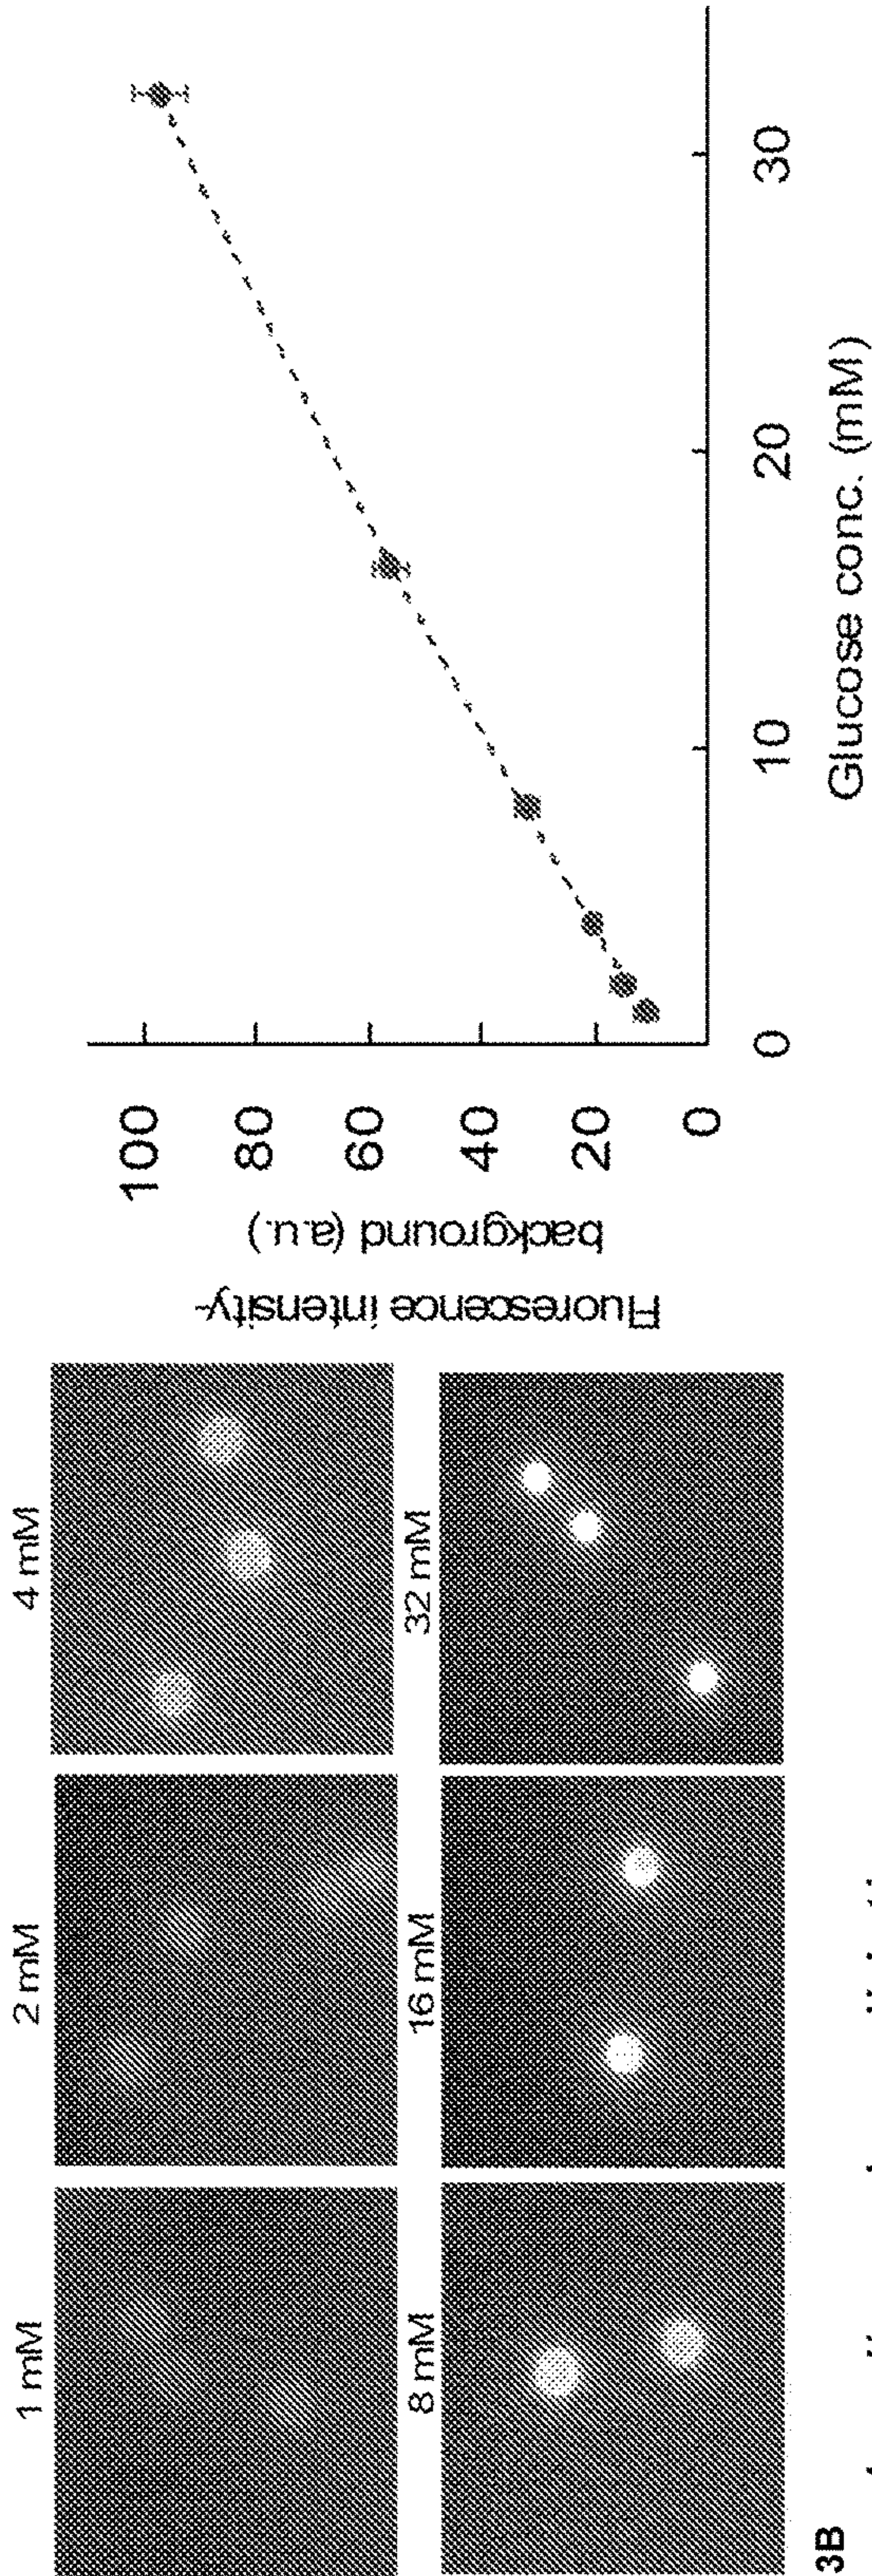 1 mM 2 mM 4 mM
8 mM 16 mM 32 mM
Fluorescence intensity-
background (a.u.)
100
80
60
40
20
0
0 10 20 30
Glucose conc. (mM)
3B